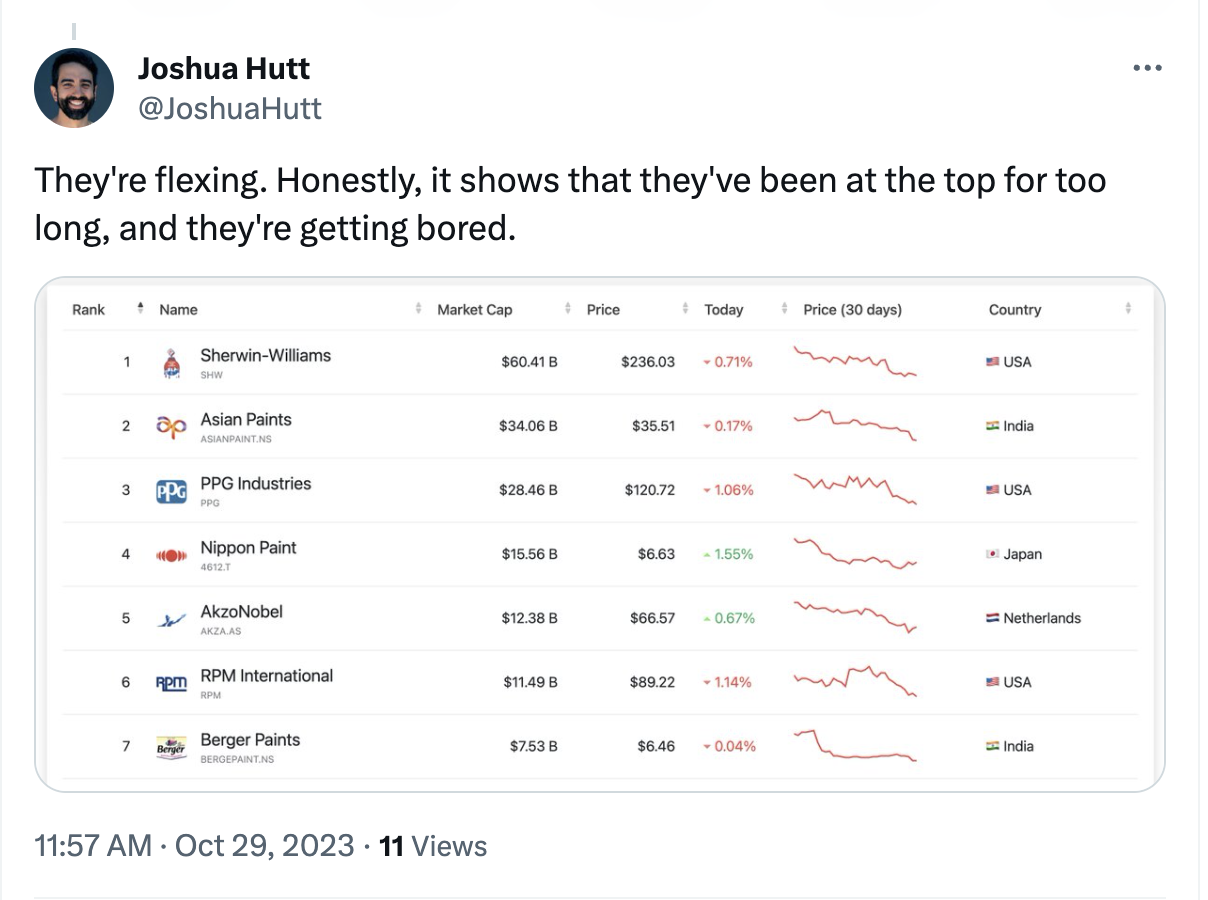 Joshua Hutt
@JoshuaHutt
They're flexing. Honestly, it shows that they've been at the top for too
long, and they're getting bored.
Rank Name Market Cap Price Today Price (30 days) Country
1 Sherwin-Williams $60.41 B $236.03 0.71% USA
SHW
2 Asian Paints $34.06 B $35.51 0.17% India
ASIANPAINT.NS
3 PPG PPG Industries $28.46 B $120.72 1.06% USA
PPG
4 Nippon Paint $15.56 B $6.63 1.55% Japan
4612.T
5 AkzoNobel $12.38 B $66.57 0.67% Netherlands
AKZA.AS
6 RPM RPM International $11.49 B $89.22 1.14% USA
RPM
7 Berger Berger Paints $7.53 B $6.46 0.04% India
BERGEPAINT.NS
11:57 AM · Oct 29, 2023 · 11 Views